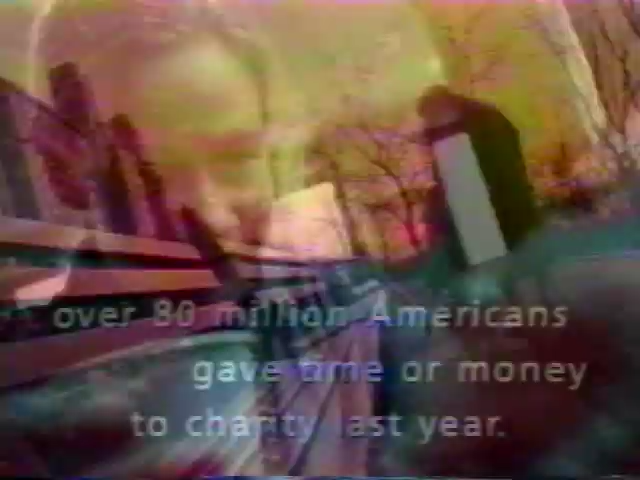 over 80 million Americans
gave time or money
to charity last year.